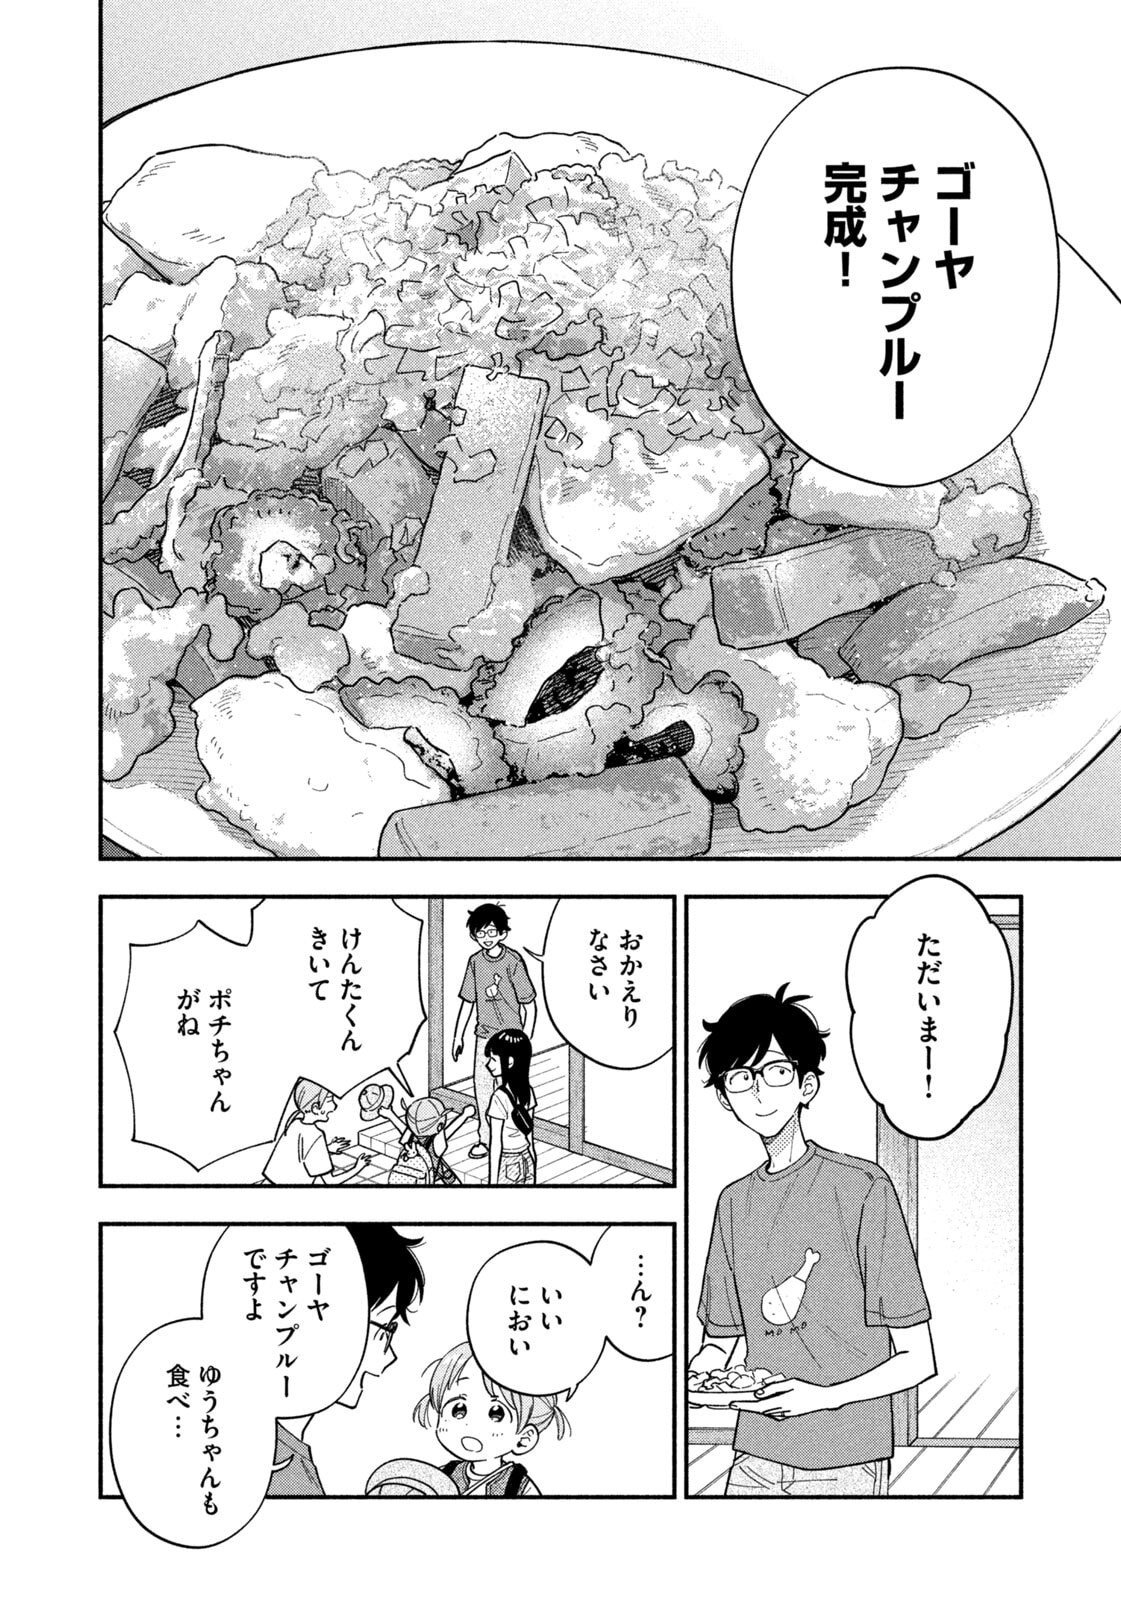 ゴーヤ
チャンプルー
完成！
ただいまー！
MOMO
おかえり
なさい
けんたくん
きいて
ポチちゃん
がね
…ん？
いい
におい
ゴーヤ
チャンプルー
ですよ
ゆうちゃんも
食べ…